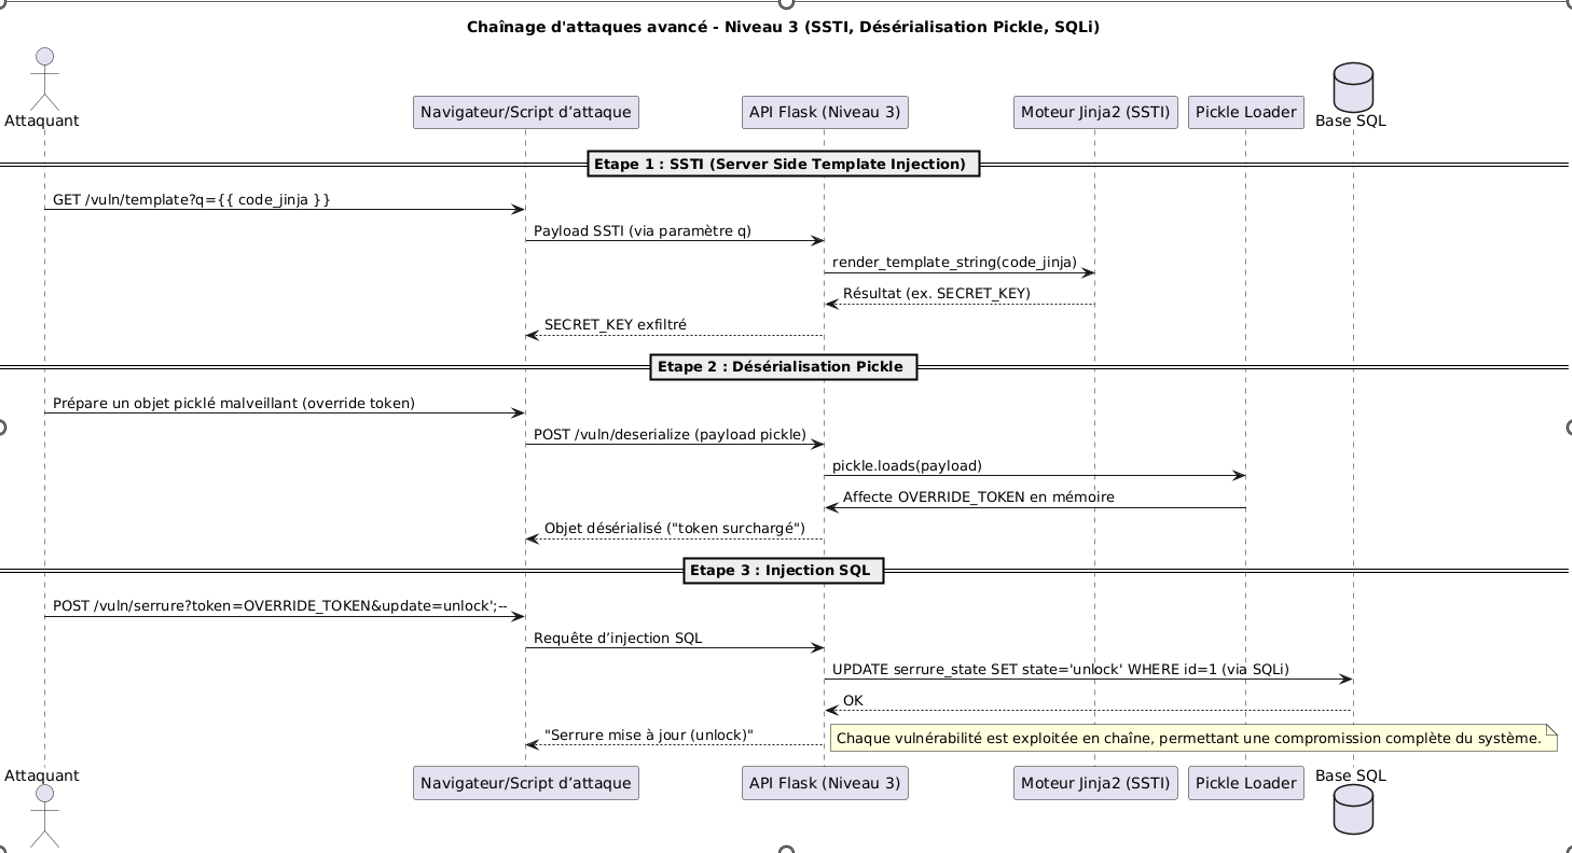 Chaînage d'attaques avancé - Niveau 3 (SSTI, Désérialisation Pickle, SQLi)
Attaquant
Navigateur/Script d’attaque
API Flask (Niveau 3)
Moteur Jinja2 (SSTI)
Pickle Loader
Base SQL
Etape 1 : SSTI (Server Side Template Injection)
GET /vuln/template?q={{ code_jinja }}
Payload SSTI (via paramètre q)
render_template_string(code_jinja)
Résultat (ex. SECRET_KEY)
SECRET_KEY exfiltré
Etape 2 : Désérialisation Pickle
Prépare un objet picklé malveillant (override token)
POST /vuln/deserialize (payload pickle)
pickle.loads(payload)
Affecte OVERRIDE_TOKEN en mémoire
Objet désérialisé ("token surchargé")
Etape 3 : Injection SQL
POST /vuln/serrure?token=OVERRIDE_TOKEN&update=unlock';--
Requête d’injection SQL
UPDATE serrure_state SET state='unlock' WHERE id=1 (via SQLi)
OK
"Serrure mise à jour (unlock)"
Chaque vulnérabilité est exploitée en chaîne, permettant une compromission complète du système.
Attaquant
Navigateur/Script d’attaque
API Flask (Niveau 3)
Moteur Jinja2 (SSTI)
Pickle Loader
Base SQL